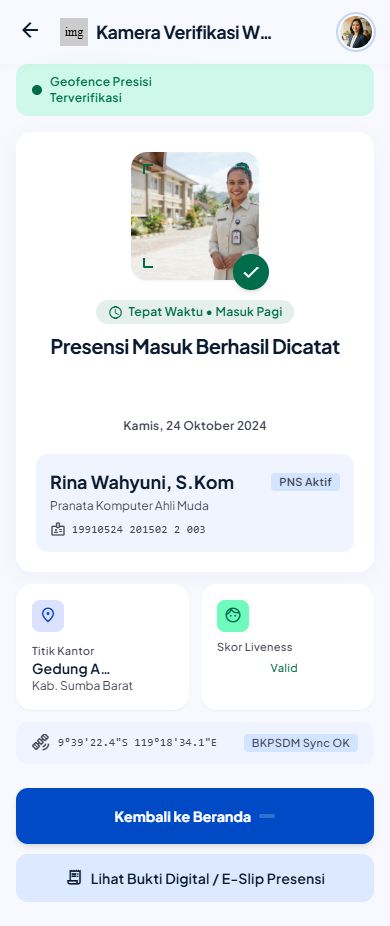 img
Kamera Verifikasi W...
Geofence Presisi
Terverifikasi
Tepat Waktu • Masuk Pagi
Presensi Masuk Berhasil Dicatat
Kamis, 24 Oktober 2024
Rina Wahyuni, S.Kom
PNS Aktif
Pranata Komputer Ahli Muda
19910524 201502 2 003
Titik Kantor
Gedung A...
Kab. Sumba Barat
Skor Liveness
Valid
9°39'22.4"S 119°18'34.1"E
BKPSDM Sync OK
Kembali ke Beranda
Lihat Bukti Digital / E-Slip Presensi